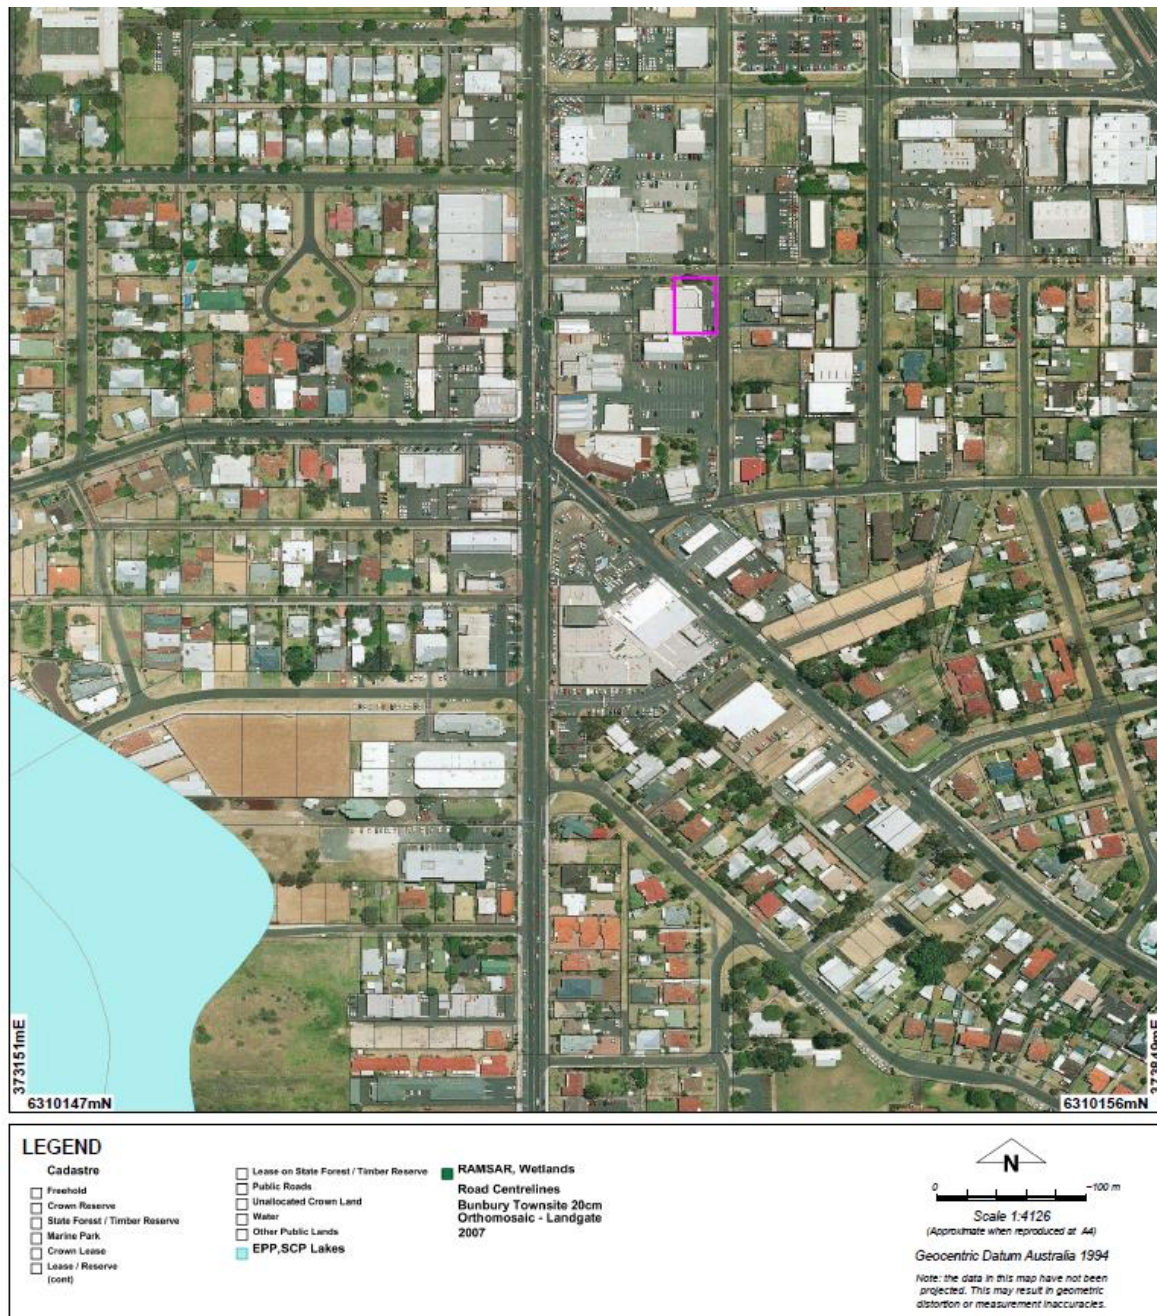 373151mE
6310147mN
373849mE
6310156mN
LEGEND
Cadastre
Freehold
Crown Reserve
State Forest / Timber Reserve
Marine Park
Crown Lease
Lease / Reserve
(cont)
Lease on State Forest / Timber Reserve
Public Roads
Unallocated Crown Land
Water
Other Public Lands
EPP,SCP Lakes
RAMSAR, Wetlands
Road Centrelines
Bunbury Townsite 20cm
Orthomosaic - Landgate
2007
N
0 ~100 m
Scale 1:4126
(Approximate when reproduced at A4)
Geocentric Datum Australia 1994
Note: the data in this map have not been
projected. This may result in geometric
distortion or measurement inaccuracies.